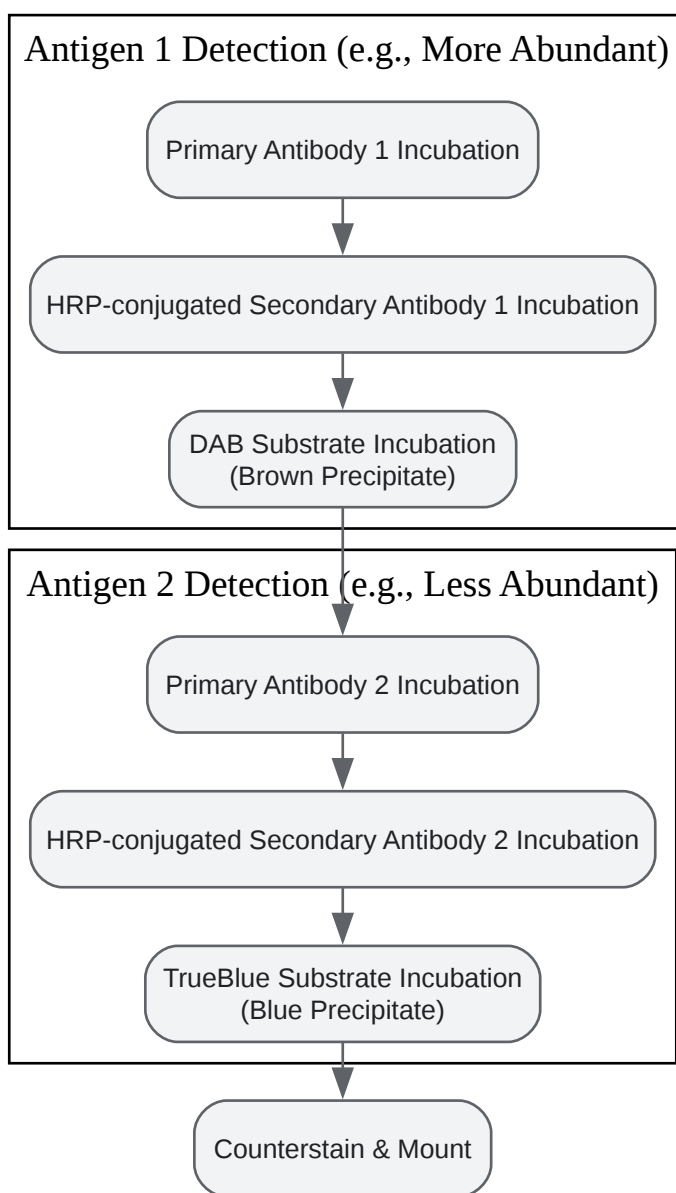 Antigen 1 Detection (e.g., More Abundant)
Primary Antibody 1 Incubation
HRP-conjugated Secondary Antibody 1 Incubation
DAB Substrate Incubation
(Brown Precipitate)
Antigen 2 Detection (e.g., Less Abundant)
Primary Antibody 2 Incubation
HRP-conjugated Secondary Antibody 2 Incubation
TrueBlue Substrate Incubation
(Blue Precipitate)
Counterstain & Mount